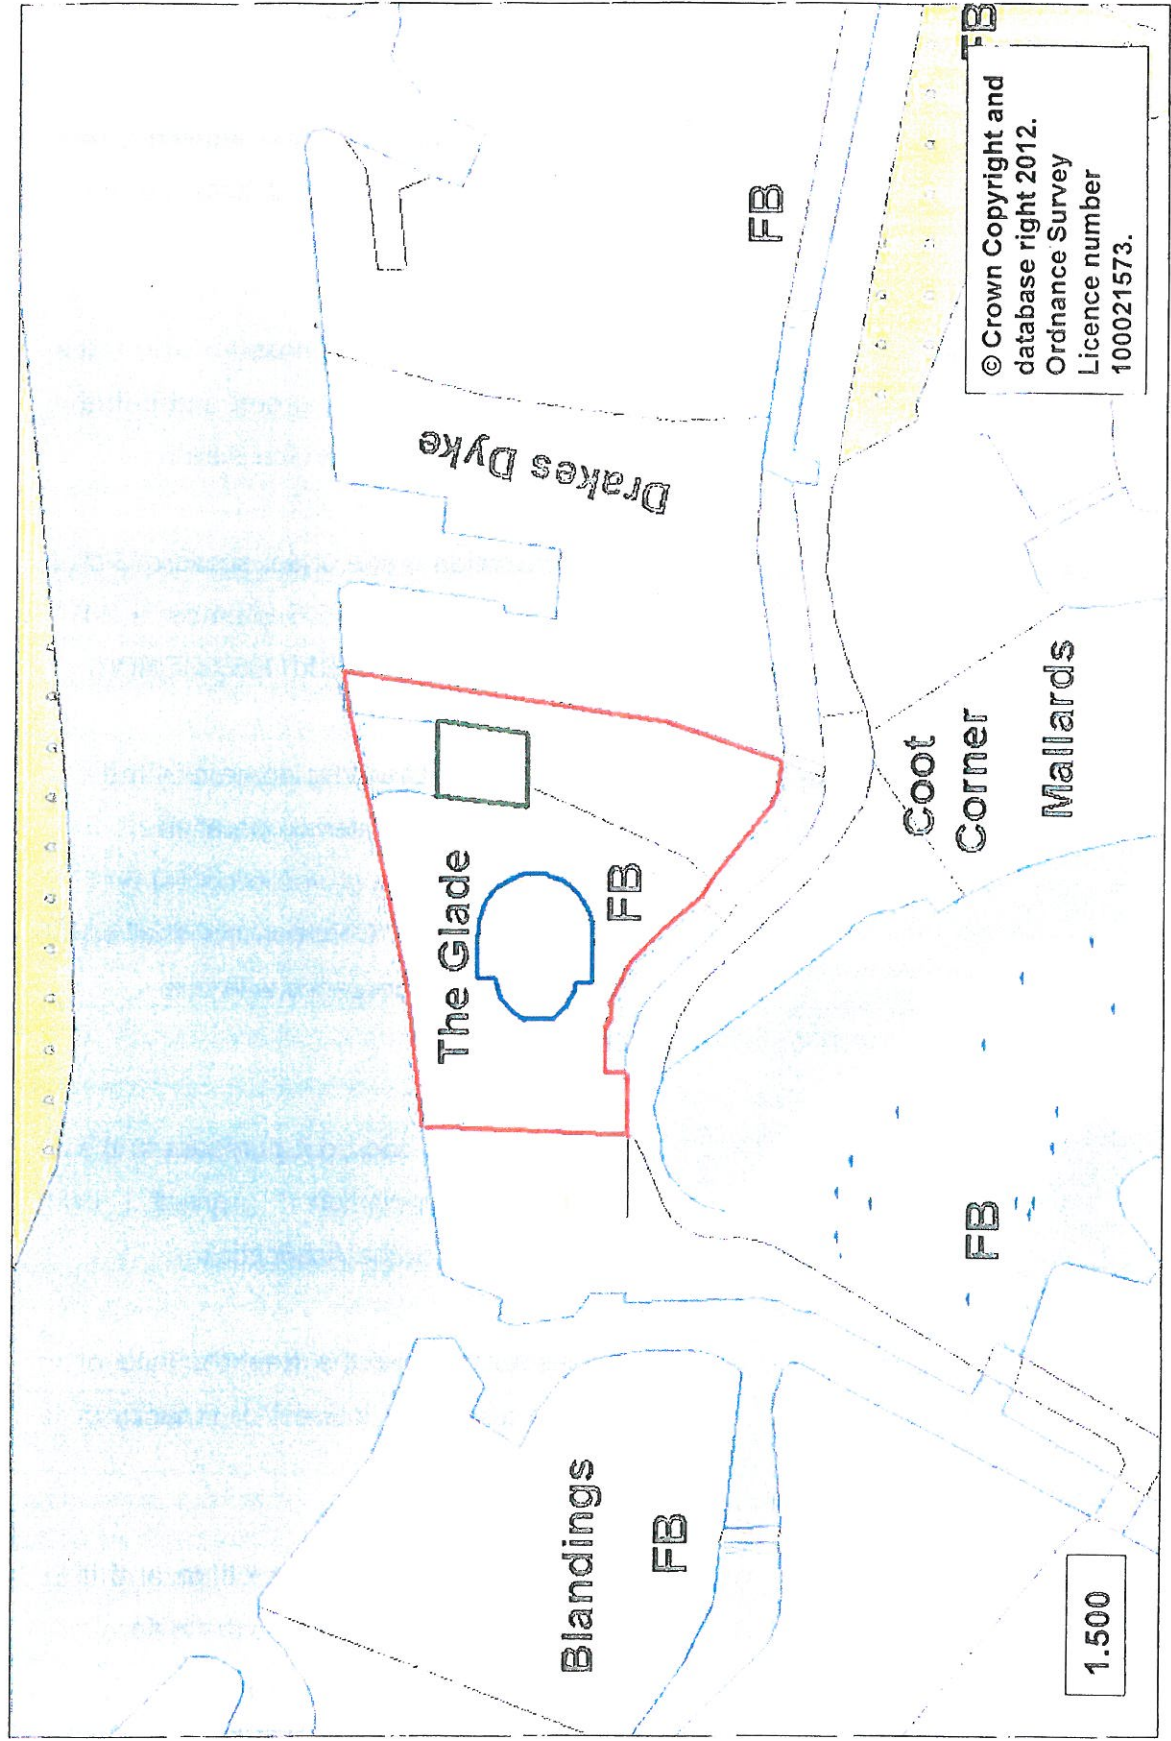 The Glade
FB
Drakes Dyke
FB
FB
Blandings
FB
FB
Coot
Corner
Mallards
1.500
© Crown Copyright and
database right 2012.
Ordnance Survey
Licence number
100021573.